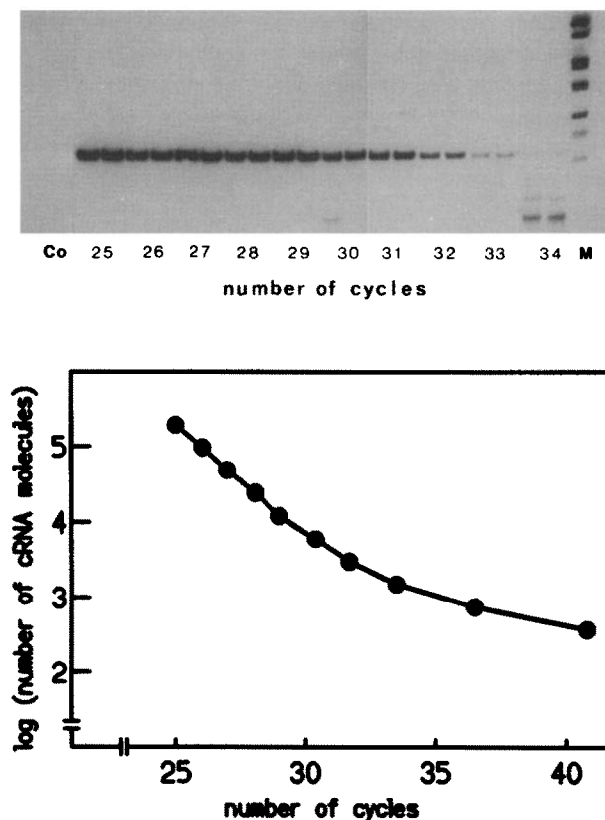 Co 25 26 27 28 29 30 31 32 33 34 M
number of cycles
log (number of cRNA molecules)
5
4
3
2
25 30 35 40
number of cycles